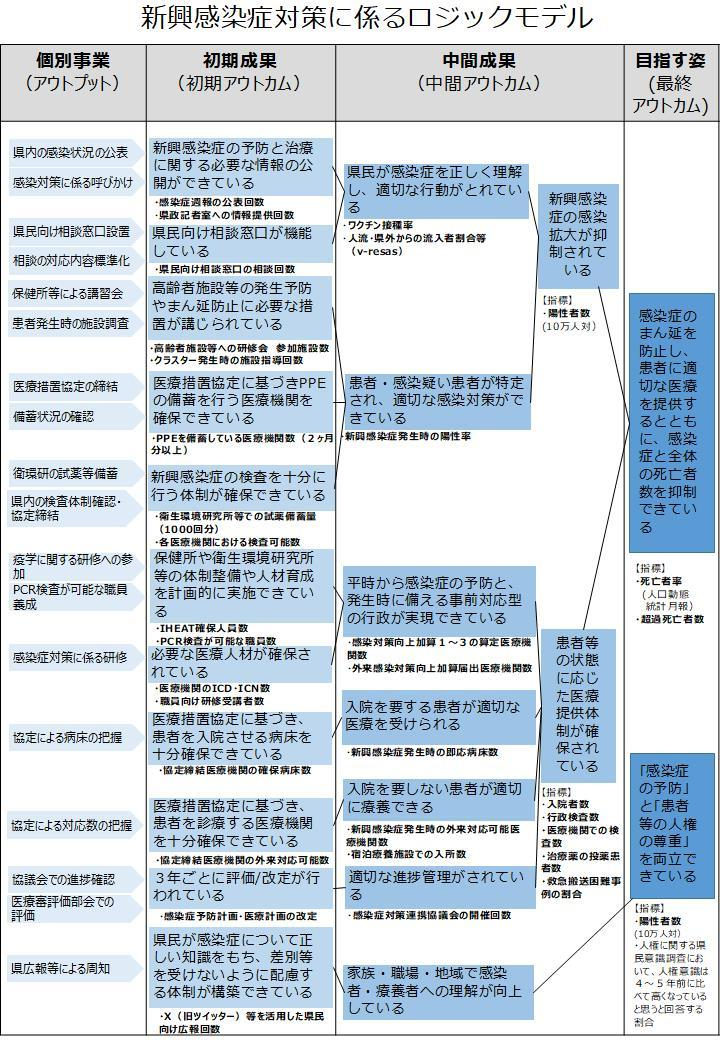 新興感染症対策に係るロジックモデル
個別事業
（アウトプット）
初期成果
（初期アウトカム）
中間成果
（中間アウトカム）
目指す姿
（最終
アウトカム）
県内の感染状況の公表
感染対策に係る呼びかけ
県民向け相談窓口設置
相談の対応内容標準化
保健所等による講習会
患者発生時の施設調査
医療措置協定の締結
備蓄状況の確認
衛環研の試薬等備蓄
県内の検査体制確認・
協定締結
疫学に関する研修への参
加
PCR検査が可能な職員
養成
感染症対策に係る研修
協定による病床の把握
協定による対応数の把握
協議会での進捗確認
医療審評価部会での
評価
県広報等による周知
新興感染症の予防と治療
に関する必要な情報の公
開ができている
・感染症週報の公表回数
・県政記者室への情報提供回数
県民向け相談窓口が機能
している
・県民向け相談窓口の相談回数
高齢者施設等の発生予防
やまん延防止に必要な措
置が講じられている
・高齢者施設等への研修会　参加施設数
・クラスター発生時の施設指導回数
医療措置協定に基づきPPE
の備蓄を行う医療機関を
確保できている
・PPEを備蓄している医療機関数（２ヶ月
分以上）
新興感染症の検査を十分に
行う体制が確保できている
・衛生環境研究所等での試薬備蓄量
（1000回分）
・各医療機関における検査可能数
保健所や衛生環境研究所
等の体制整備や人材育成
を計画的に実施できてい
る
・IHEAT確保人員数
・PCR検査が可能な職員数
必要な医療人材が確保さ
れている
・医療機関のICD・ICN数
・職員向け研修受講者数
医療措置協定に基づき、
患者を入院させる病床を
十分確保できている
・協定締結医療機関の確保病床数
医療措置協定に基づき、
患者を診療する医療機関
を十分確保できている
・協定締結医療機関の外来対応可能数
３年ごとに評価/改定が行
われている
・感染症予防計画・医療計画の改定
県民が感染症について正
しい知識をもち、差別等
を受けないように配慮す
る体制が構築できている
・X（旧ツイッター）等を活用した県民
向け広報回数
県民が感染症を正しく理解
し、適切な行動がとれてい
る
・ワクチン接種率
・人流・県外からの流入者割合等
（v-resas）
患者・感染疑い患者が特定
され、適切な感染対策がで
きている
・新興感染症発生時の陽性率
平時から感染症の予防と、
発生時に備える事前対応型
の行政が実現できている
・感染対策向上加算１～３の算定医療機
関数
・外来感染対策向上加算届出医療機関数
入院を要する患者が適切な
医療を受けられる
・新興感染症発生時の即応病床数
入院を要しない患者が適切
に療養できる
・新興感染症発生時の外来対応可能医
療機関数
・宿泊療養施設での入所数
適切な進捗管理がされてい
る
・感染対策連携協議会の開催回数
家族・職場・地域で感染
者・療養者への理解が向上
している
新興感染
症の感染
拡大が抑
制されて
いる
【指標】
・陽性者数
（10万人対）
患者等
の状態
に応じ
た医療
提供体
制が確
保されて
いる
【指標】
・入院者数
・行政検査数
・医療機関での検
査数
・治療薬の投薬患
者数
・救急搬送困難事
例の割合
感染症の
まん延を
防止し、
患者に適
切な医療
を提供す
るととも
に、感染
症と全体
の死亡者
数を抑制
できてい
る
【指標】
・死亡者率
（人口動態
統計月報）
・超過死亡者数
「感染症
の予防」
と「患者
等の人権
の尊重」
を両立で
きている
【指標】
・陽性者数
（10万人対）
・人権に関する県
民意識調査にお
いて、人権意識は
４～５年前に比
べて高くなっている
と思うと回答する
割合